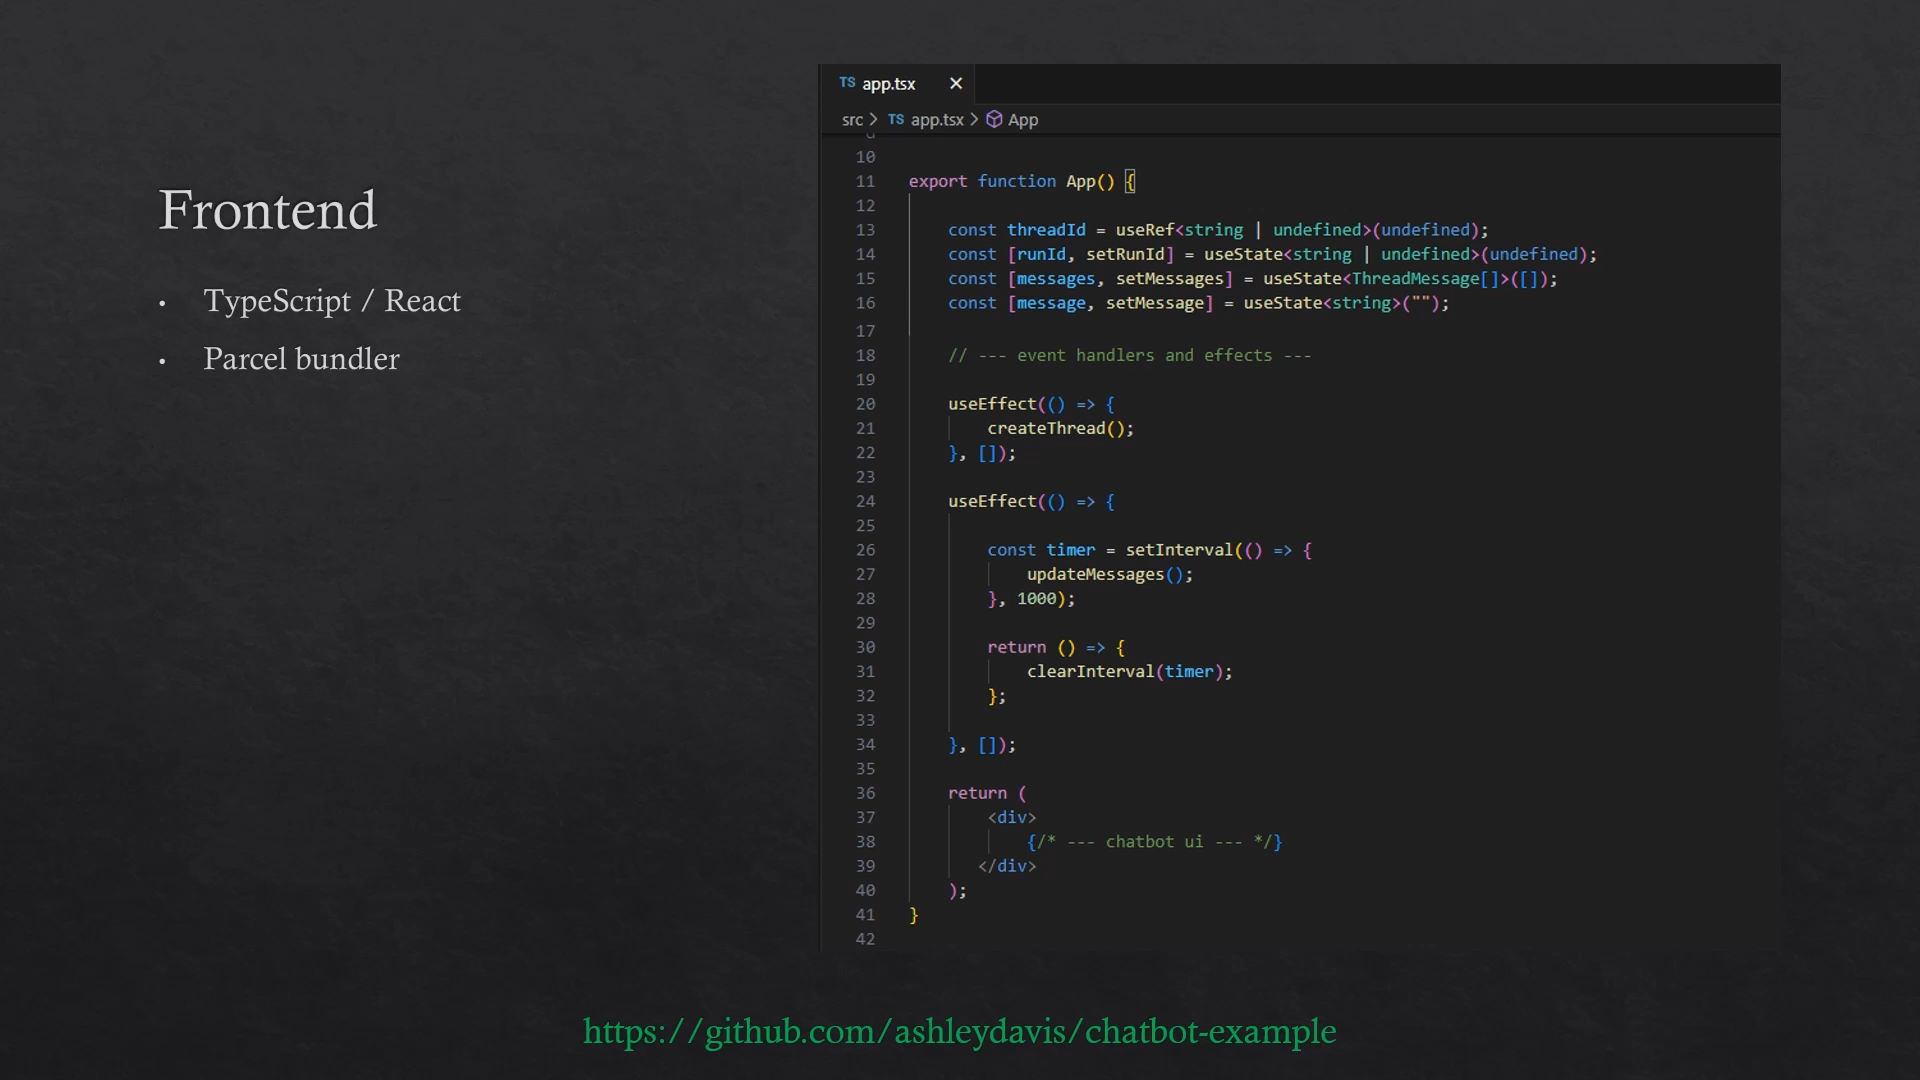 Frontend
• TypeScript / React
• Parcel bundler
TS app.tsx ×
src > TS app.tsx > App
10
11 export function App() {
12
13     const threadId = useRef<string | undefined>(undefined);
14     const [runId, setRunId] = useState<string | undefined>(undefined);
15     const [messages, setMessages] = useState<ThreadMessage[]>([]);
16     const [message, setMessage] = useState<string>("");
17
18     // --- event handlers and effects ---
19
20     useEffect(() => {
21         createThread();
22     }, []);
23
24     useEffect(() => {
25
26         const timer = setInterval(() => {
27             updateMessages();
28         }, 1000);
29
30         return () => {
31             clearInterval(timer);
32         };
33
34     }, []);
35
36     return (
37         <div>
38             {/* --- chatbot ui --- */}
39        </div>
40     );
41 }
42
https://github.com/ashleydavis/chatbot-example